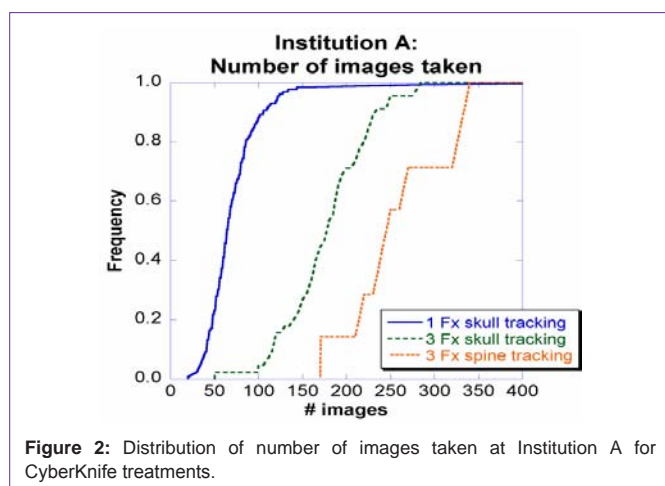 Institution A:
Number of images taken
Frequency
1.0
0.8
0.6
0.4
0.2
0.0
0 50 100 150 200 250 300 350 400
# images
1 Fx skull tracking
3 Fx skull tracking
3 Fx spine tracking
Figure 2: Distribution of number of images taken at Institution A for
CyberKnife treatments.